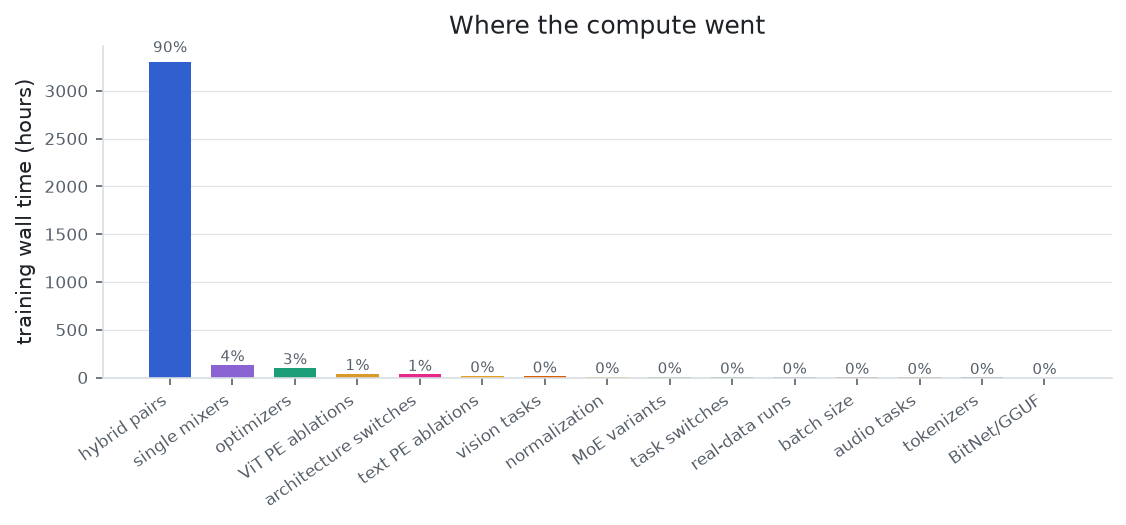 Where the compute went
training wall time (hours)
3000
2500
2000
1500
1000
500
0
90%
4%
3%
1%
1%
0%
0%
0%
0%
0%
0%
0%
0%
0%
0%
hybrid pairs
single mixers
optimizers
ViT PE ablations
architecture switches
text PE ablations
vision tasks
normalization
MoE variants
task switches
real-data runs
batch size
audio tasks
tokenizers
BitNet/GGUF